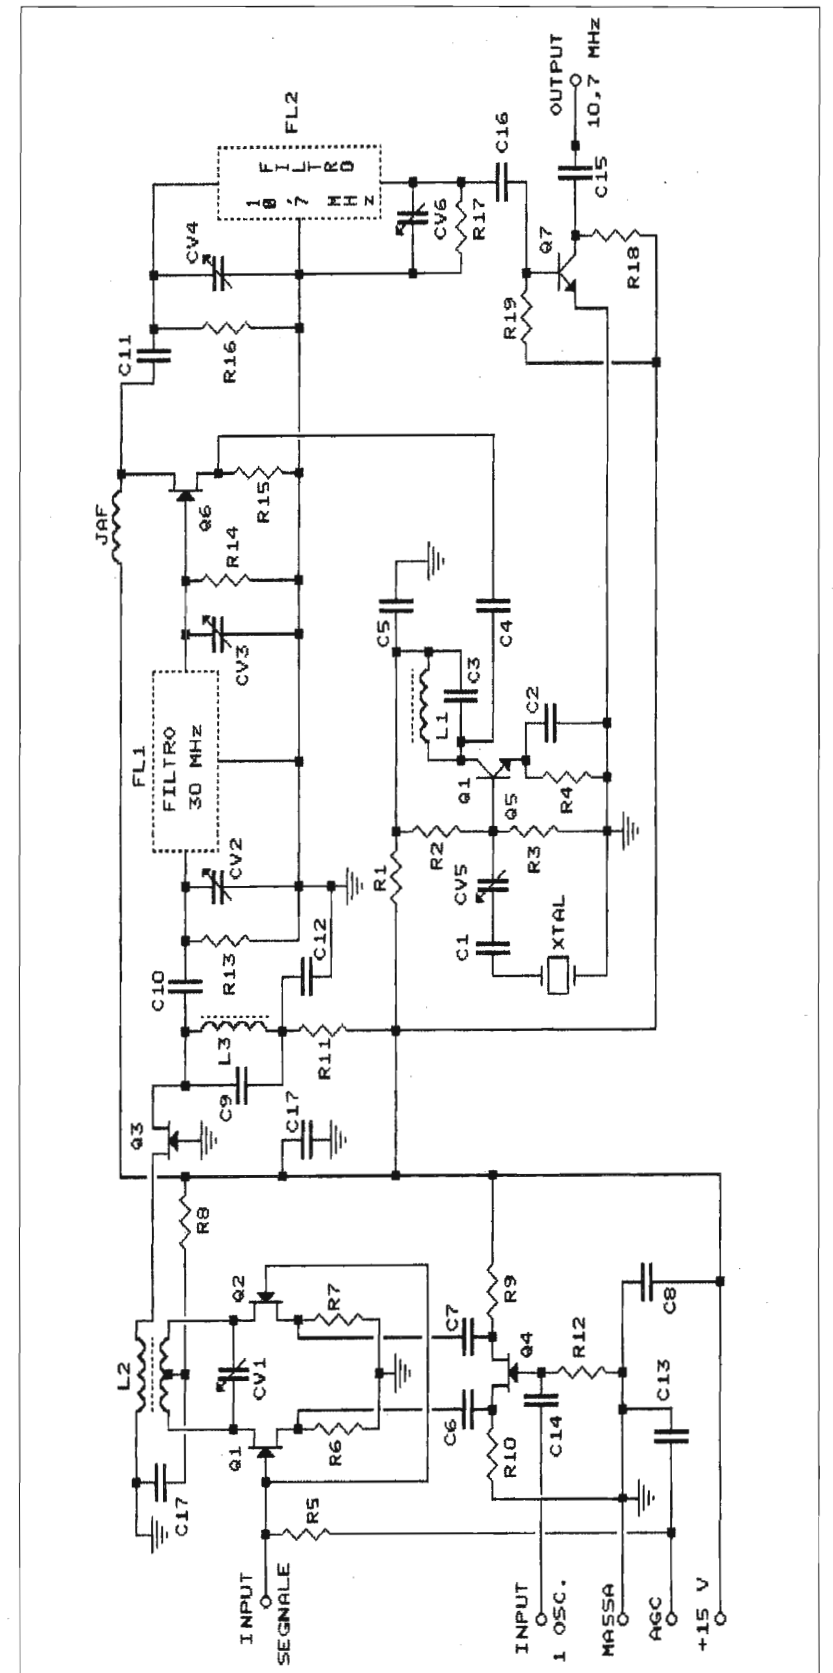 INPUT
SEGNALE
INPUT
1 OSC.
MASSA
AGC
+15 V
C17
L2
Q1
CV1
Q2
R5
R6
R7
R8
C6
C7
R10
R9
C14
Q4
R12
C13
C8
Q3
C17
C9
L3
C10
R13
R11
C12
CV2
FL1
FILTRO
30 MHz
CV3
R14
Q6
R15
JAF
C11
R16
CV4
FL2
FILTRO
10,7 MHz
CV6
R17
C16
R1
C1
CV5
XTAL
R2
R3
Q1
Q5
L1
C3
C5
C4
C2
R4
R19
Q7
R18
C15
OUTPUT
10,7 MHz